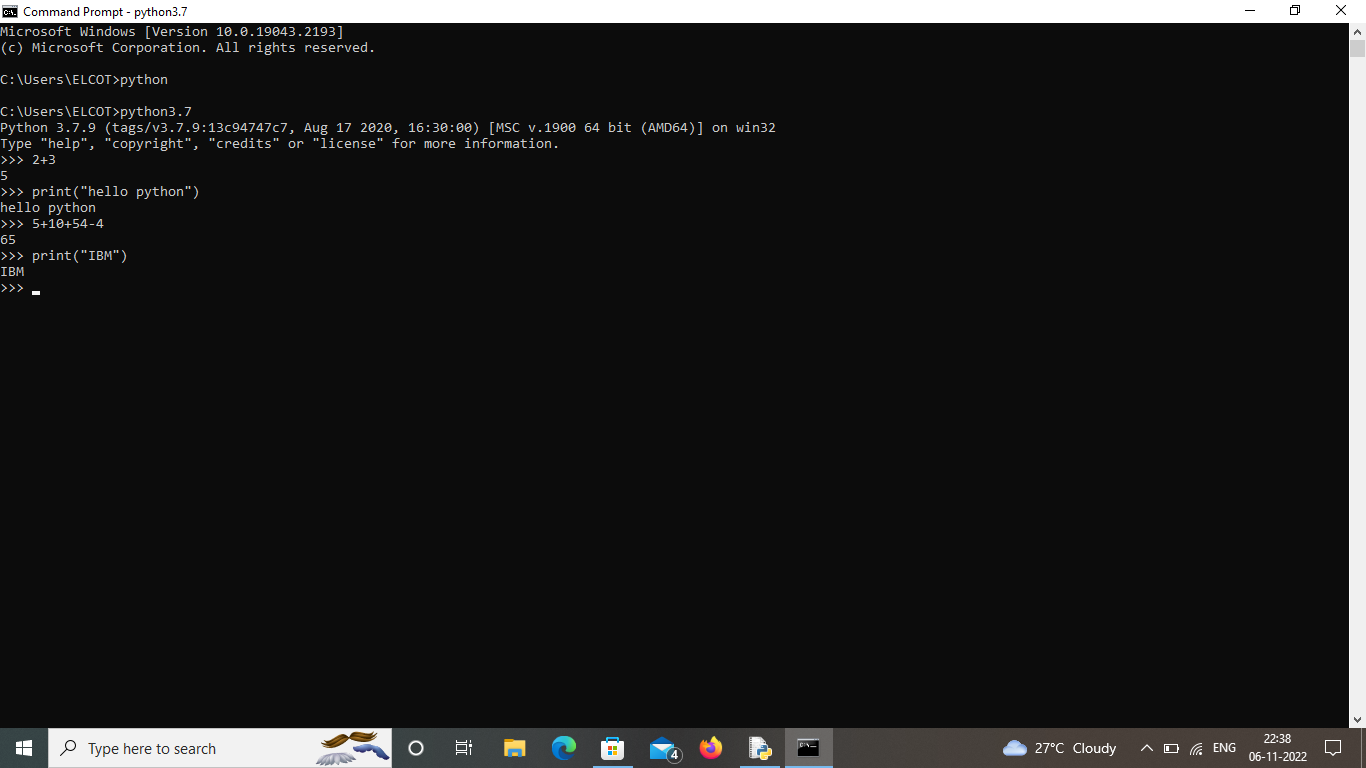 Command Prompt - python3.7
Microsoft Windows [Version 10.0.19043.2193]
(c) Microsoft Corporation. All rights reserved.
C:\Users\ELCOT>python
C:\Users\ELCOT>python3.7
Python 3.7.9 (tags/v3.7.9:13c94747c7, Aug 17 2020, 16:30:00) [MSC v.1900 64 bit (AMD64)] on win32
Type "help", "copyright", "credits" or "license" for more information.
>>> 2+3
5
>>> print("hello python")
hello python
>>> 5+10+54-4
65
>>> print("IBM")
IBM
>>>
Type here to search
4
27°C Cloudy
ENG
22:38
06-11-2022